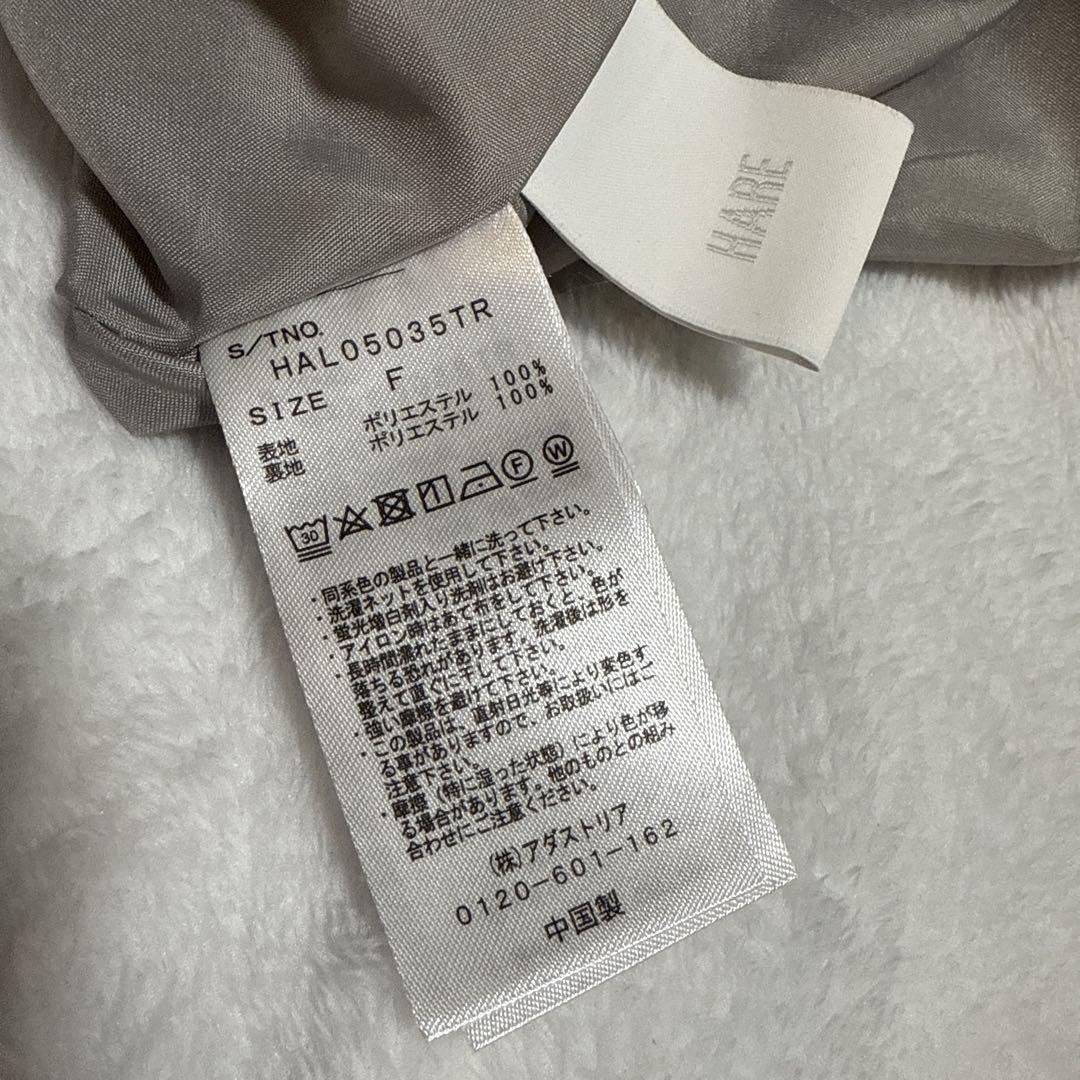 HARE
S/TNO.
HAL05035TR
SIZE F
表地 ポリエステル 100%
裏地 ポリエステル 100%
30 F W
・同系色の製品と一緒に洗って下さい。
・洗濯ネットを使用して下さい。
・蛍光増白剤入り洗剤はお避け下さい。
・アイロン時はあて布をして下さい。
・長時間濡れたままにしておくと、色が
落ちる恐れがあります。洗濯後は形を
整えて直ぐに干して下さい。
・強い摩擦を避けて下さい。
・この製品は、直射日光等により変色す
る事がありますので、お取扱いにはご
注意下さい。
・摩擦（特に湿った状態）により色が移
る場合があります。他のものとの組み
合わせにご注意ください。
(株)アダストリア
0120-601-162
中国製